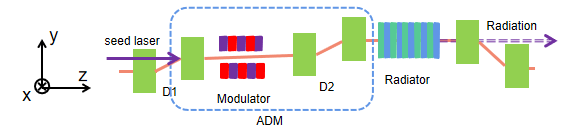 y
seed laser
Radiation
z
x
D1
Modulator
D2
Radiator
ADM